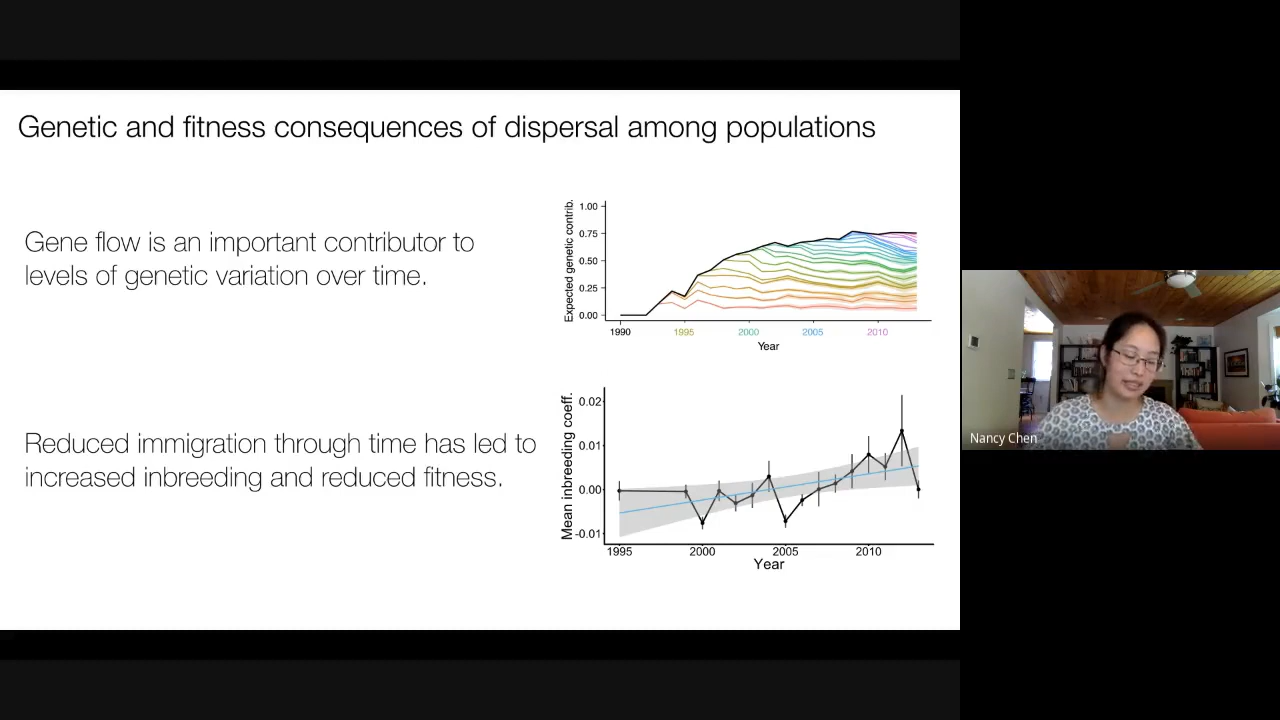 Genetic and fitness consequences of dispersal among populations
Gene flow is an important contributor to
levels of genetic variation over time.
Expected genetic contrib.
1.00
0.75
0.50
0.25
0.00
1990
1995
2000
2005
2010
Year
Reduced immigration through time has led to
increased inbreeding and reduced fitness.
Mean inbreeding coeff.
0.02
0.01
0.00
-0.01
1995
2000
2005
2010
Year
Nancy Chen